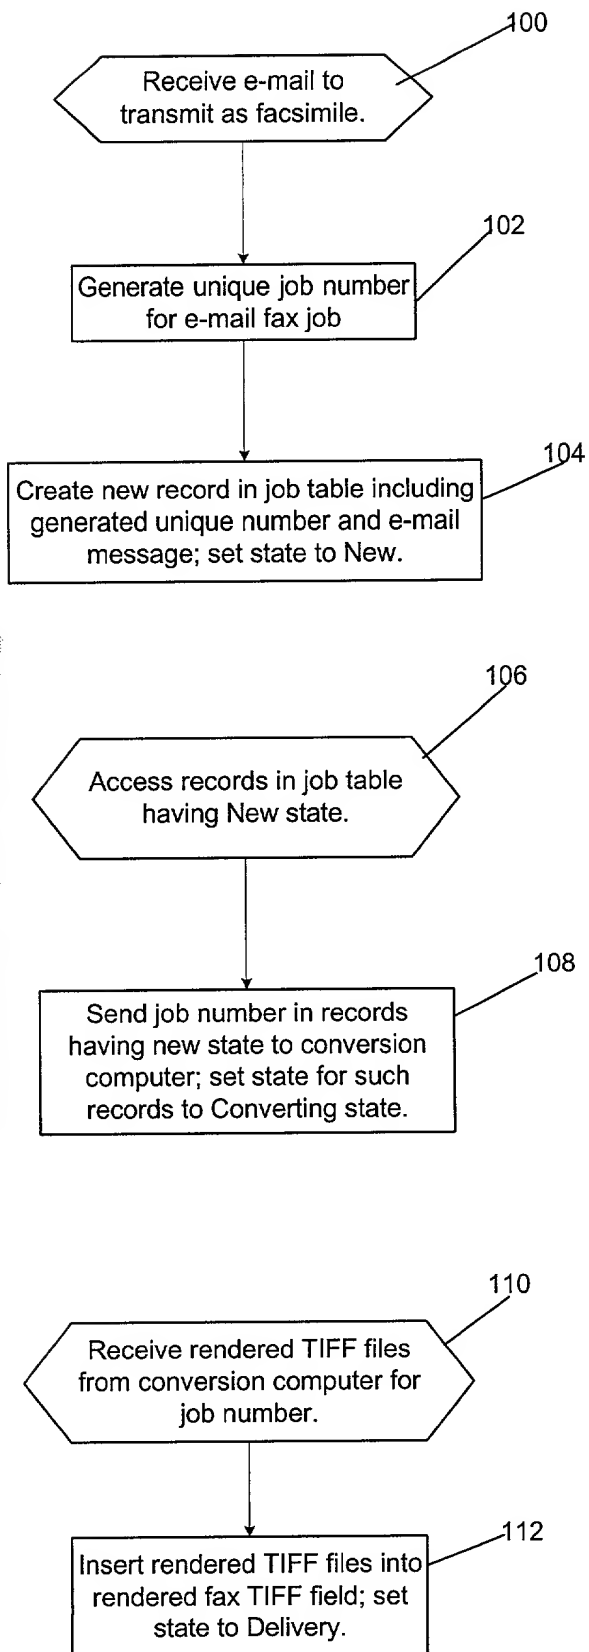 100
Receive e-mail to
transmit as facsimile.
102
Generate unique job number
for e-mail fax job
104
Create new record in job table including
generated unique number and e-mail
message; set state to New.
106
Access records in job table
having New state.
108
Send job number in records
having new state to conversion
computer; set state for such
records to Converting state.
110
Receive rendered TIFF files
from conversion computer for
job number.
112
Insert rendered TIFF files into
rendered fax TIFF field; set
state to Delivery.